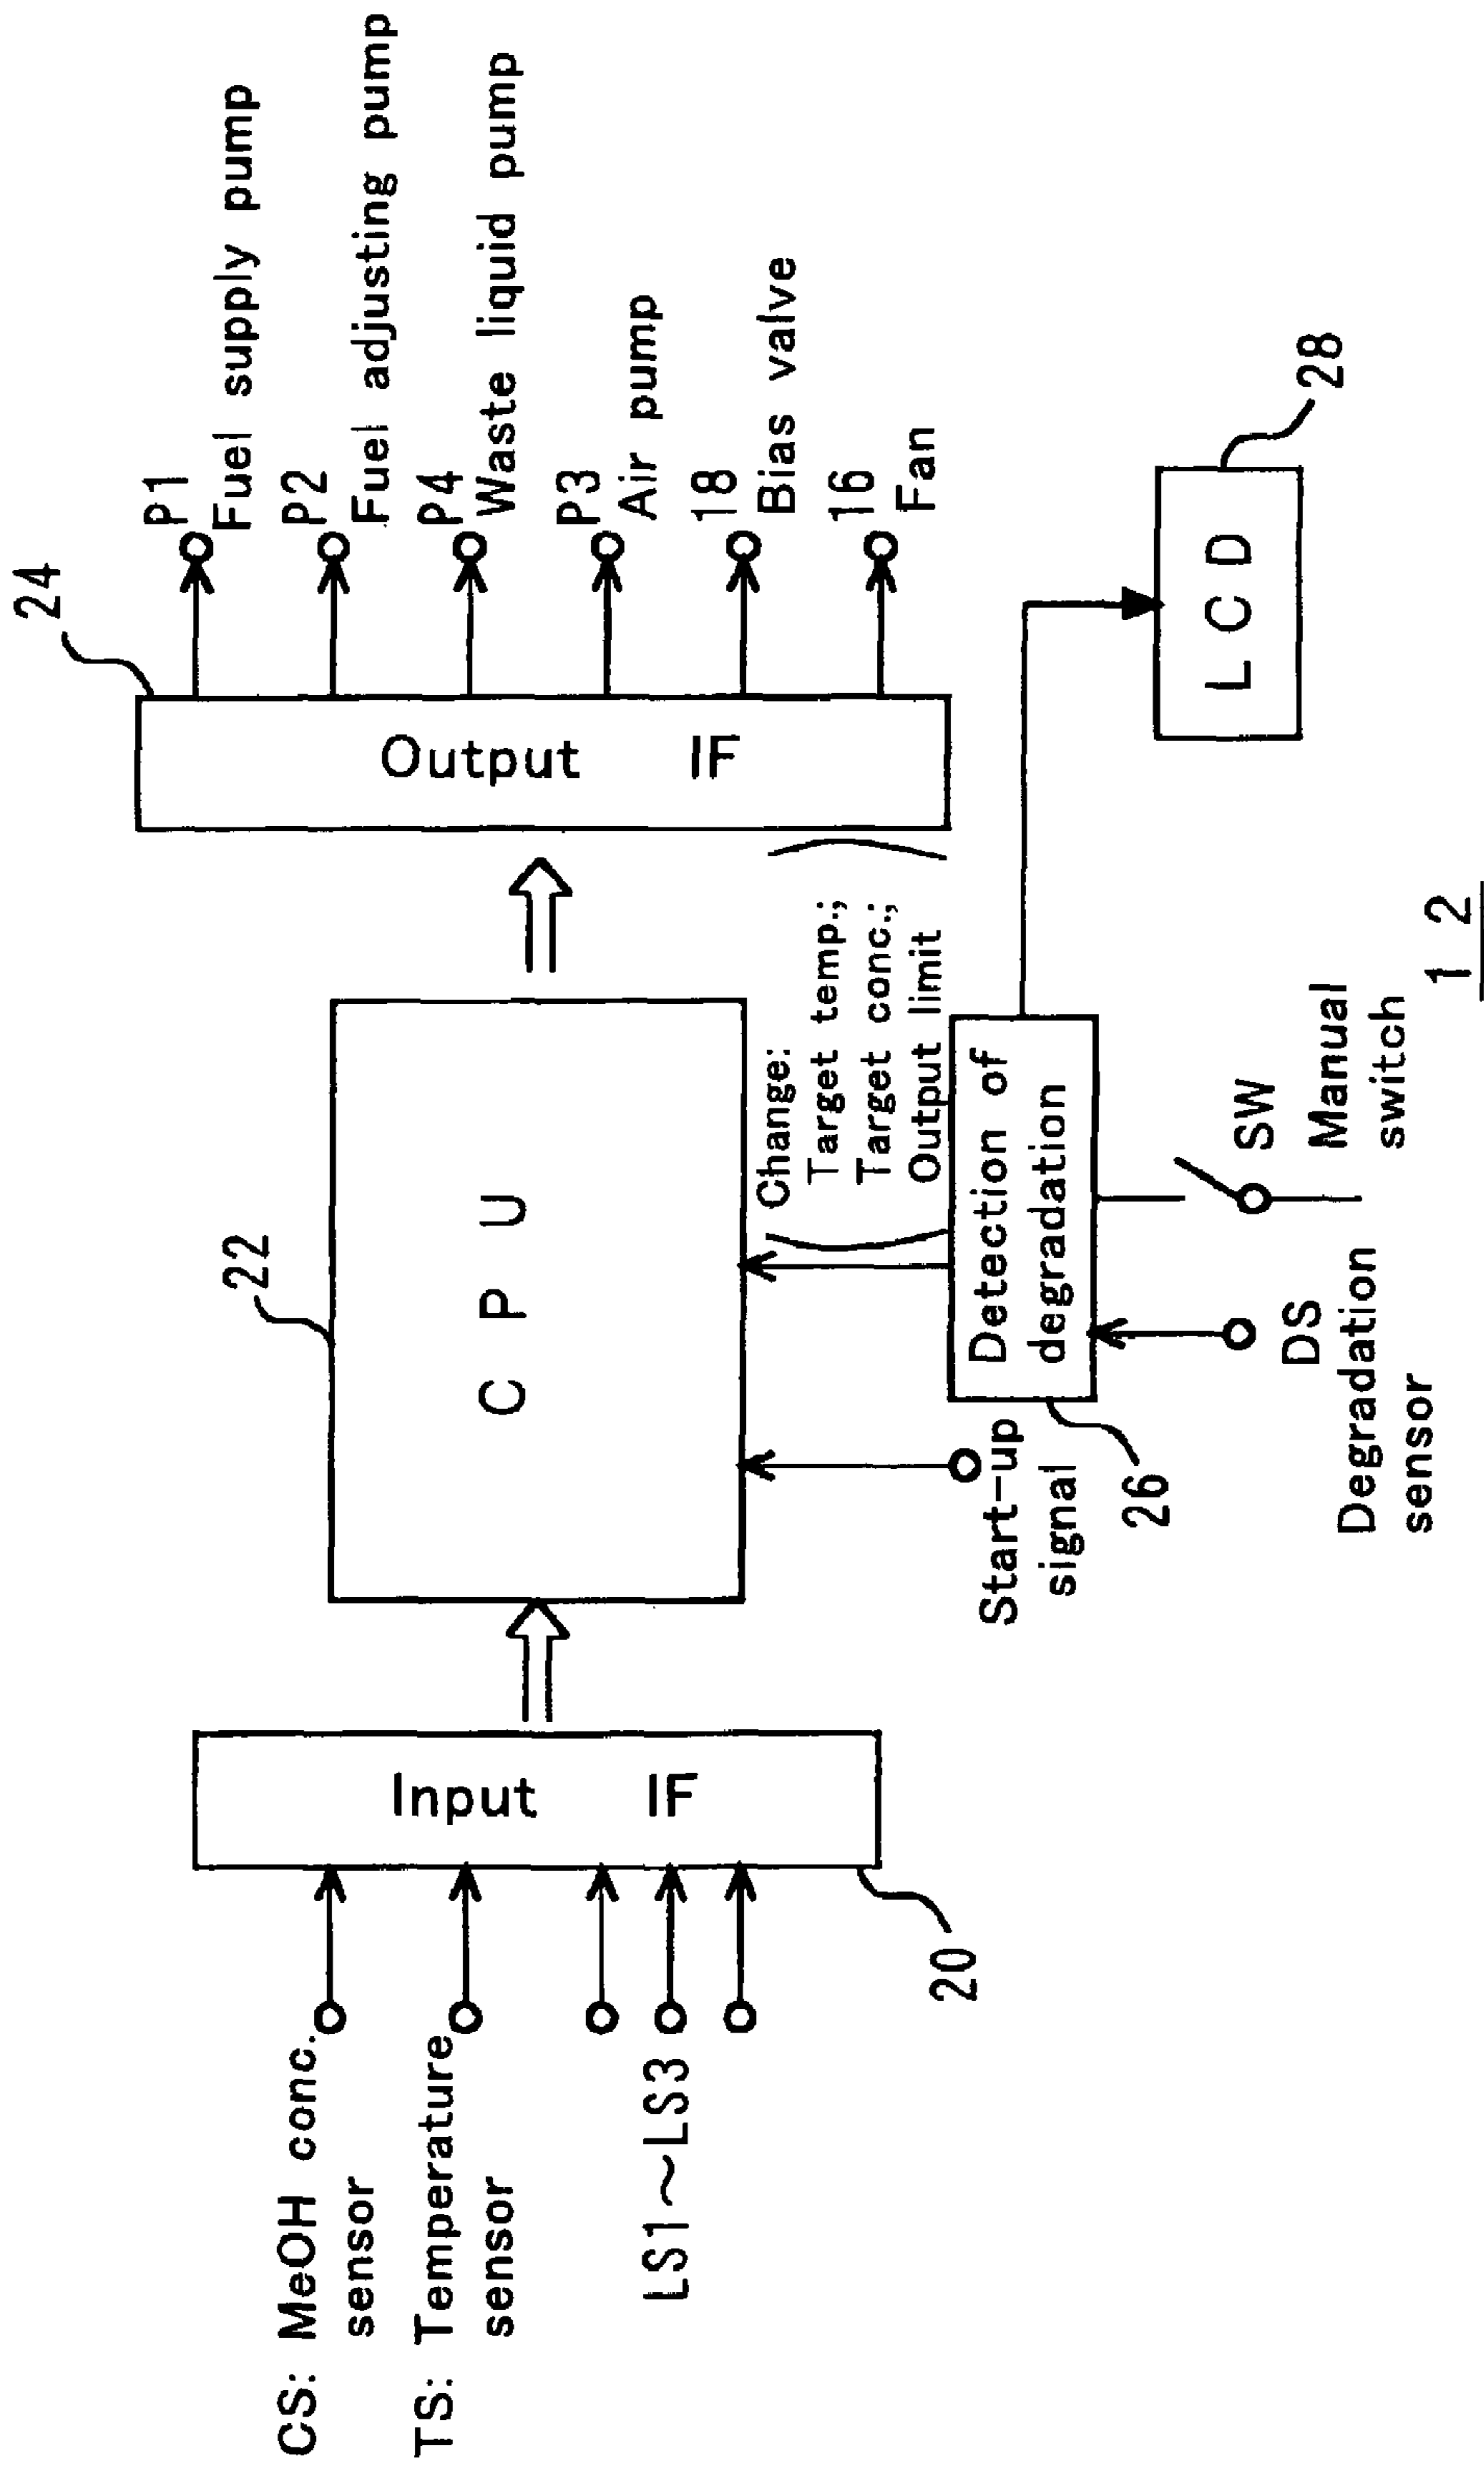 CS: MeOH conc.
sensor
TS: Temperature
sensor
LS1~LS3
20
Input IF
22
C P U
Start-up
signal
Change:
Target temp.;
Target conc.;
Output limit
Detection of
degradation
26
DS
Degradation
sensor
SW
Manual
switch
24
Output IF
P1
Fuel supply pump
P2
Fuel adjusting pump
P4
Waste liquid pump
P3
Air pump
18
Bias valve
16
Fan
L C D
28
1 2